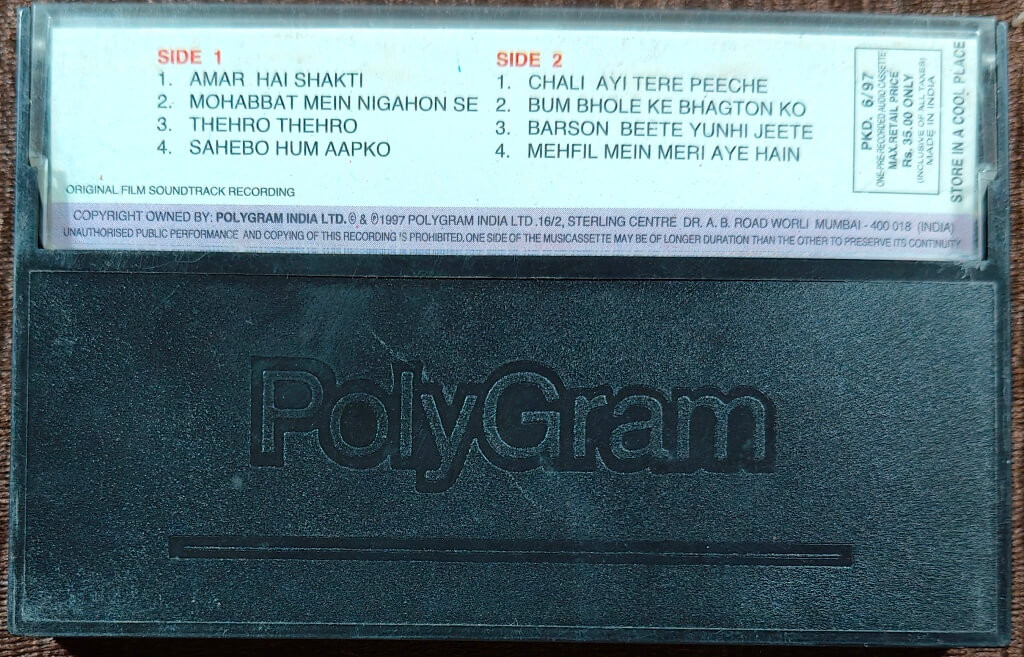 SIDE 1
1. AMAR HAI SHAKTI
2. MOHABBAT MEIN NIGAHON SE
3. THEHRO THEHRO
4. SAHEBO HUM AAPKO
SIDE 2
1. CHALI AYI TERE PEECHE
2. BUM BHOLE KE BHAGTON KO
3. BARSON BEETE YUNHI JEETE
4. MEHFIL MEIN MERI AYE HAIN
PKD. 6/97
ONE-PRE-RECORDED AUDIO CASSETTE
MAX. RETAIL PRICE
Rs. 35.00 ONLY
(INCLUSIVE OF ALL TAXES)
MADE IN INDIA
STORE IN A COOL PLACE
ORIGINAL FILM SOUNDTRACK RECORDING
COPYRIGHT OWNED BY: POLYGRAM INDIA LTD. © & ℗1997 POLYGRAM INDIA LTD .16/2, STERLING CENTRE DR. A. B. ROAD WORLI MUMBAI - 400 018 (INDIA)
UNAUTHORISED PUBLIC PERFORMANCE AND COPYING OF THIS RECORDING IS PROHIBITED. ONE SIDE OF THE MUSICASSETTE MAY BE OF LONGER DURATION THAN THE OTHER TO PRESERVE ITS CONTINUITY
PolyGram